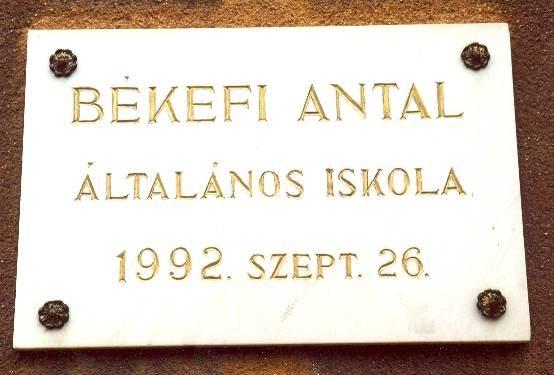 BÉKEFI ANTAL
ÁLTALÁNOS ISKOLA
1992. SZEPT. 26.